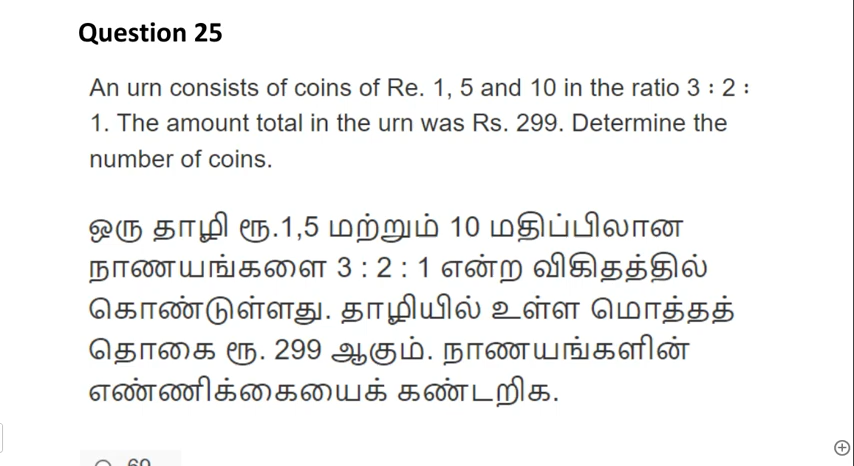 Question 25
An urn consists of coins of Re. 1, 5 and 10 in the ratio 3 : 2 :
1. The amount total in the urn was Rs. 299. Determine the
number of coins.
ஒரு தாழி ரூ.1,5 மற்றும் 10 மதிப்பிலான
நாணயங்களை 3 : 2 : 1 என்ற விகிதத்தில்
கொண்டுள்ளது. தாழியில் உள்ள மொத்தத்
தொகை ரூ. 299 ஆகும். நாணயங்களின்
எண்ணிக்கையைக் கண்டறிக.